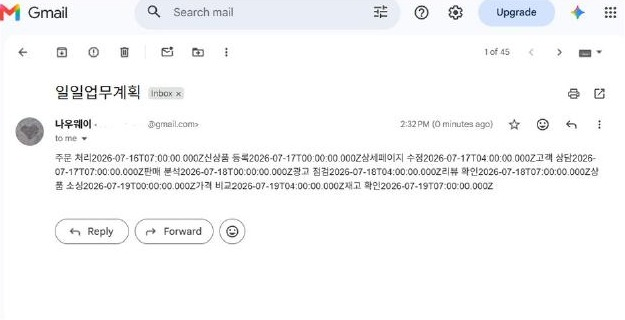 Gmail
Search mail
Upgrade
1 of 45
일일업무계획
Inbox ×
나우웨이
@gmail.com>
2:32 PM (0 minutes ago)
to me
주문 처리2026-07-16T07:00:00.000Z신상품 등록2026-07-17T00:00:00.000Z상세페이지 수정2026-07-17T04:00:00.000Z고객 상담2026-
07-17T07:00:00.000Z판매 분석2026-07-18T00:00:00.000Z광고 점검2026-07-18T04:00:00.000Z리뷰 확인2026-07-18T07:00:00.000Z상
품 소싱2026-07-19T00:00:00.000Z가격 비교2026-07-19T04:00:00.000Z재고 확인2026-07-19T07:00:00.000Z
Reply
Forward